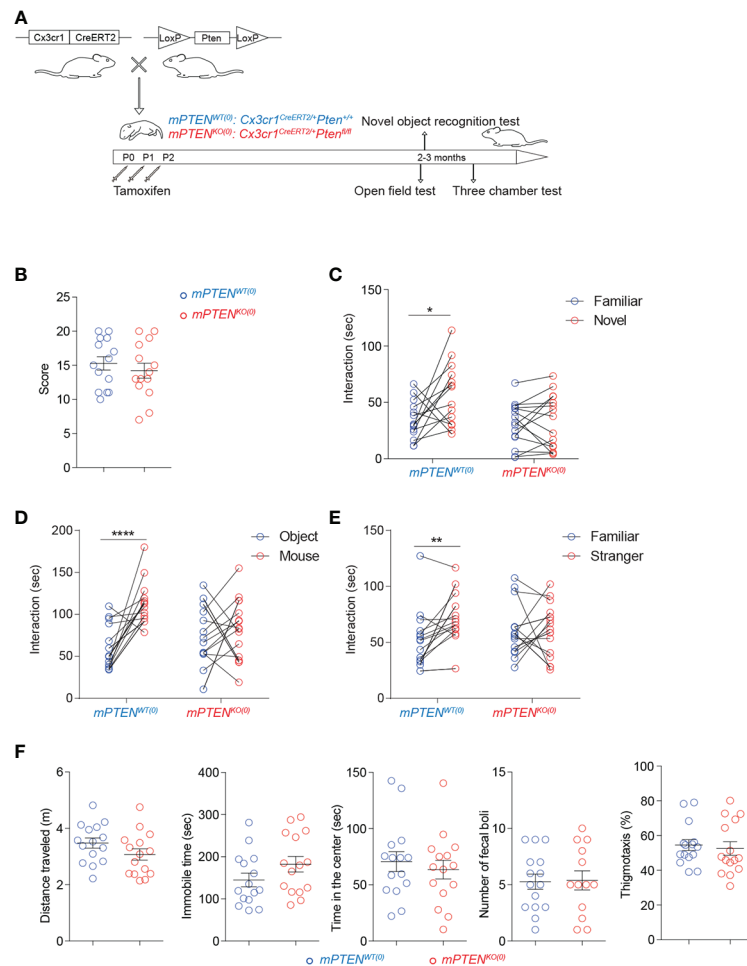 A
Cx3cr1 CreERT2 LoxP Pten LoxP
mPTEN^WT(0): Cx3cr1^CreERT2/+Pten^+/+
mPTEN^KO(0): Cx3cr1^CreERT2/+Pten^fl/fl
Novel object recognition test
P0 P1 P2 2-3 months
Tamoxifen Open field test Three chamber test
B
mPTEN^WT(0)
mPTEN^KO(0)
Score
25
20
15
10
5
0
C
Familiar
Novel
*
Interaction (sec)
150
100
50
0
mPTEN^WT(0) mPTEN^KO(0)
D
Object
Mouse
****
Interaction (sec)
200
150
100
50
0
mPTEN^WT(0) mPTEN^KO(0)
E
Familiar
Stranger
**
Interaction (sec)
150
100
50
0
mPTEN^WT(0) mPTEN^KO(0)
F
Distance traveled (m)
6
4
2
0
Immobile time (sec)
400
300
200
100
0
Time in the center (sec)
150
100
50
0
Number of fecal boli
15
10
5
0
Thigmotaxis (%)
100
80
60
40
20
0
mPTEN^WT(0) mPTEN^KO(0)